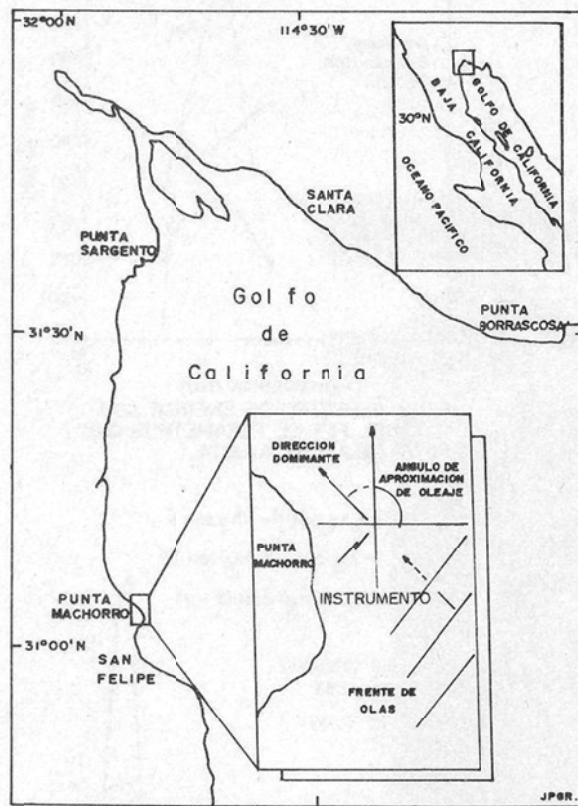 32°00'N
114°30'W
30°N
BAJA CALIFORNIA
GOLFO DE CALIFORNIA
OCEANO PACIFICO
SANTA
CLARA
PUNTA
SARGENTO
Golfo
de
California
PUNTA
BORRASCOSA
31°30'N
DIRECCION
DOMINANTE
ANGULO DE
APROXIMACION
DE OLEAJE
PUNTA
MACHORRO
INSTRUMENTO
FRENTE DE
OLAS
PUNTA
MACHORRO
31°00'N
SAN
FELIPE
JPGR.